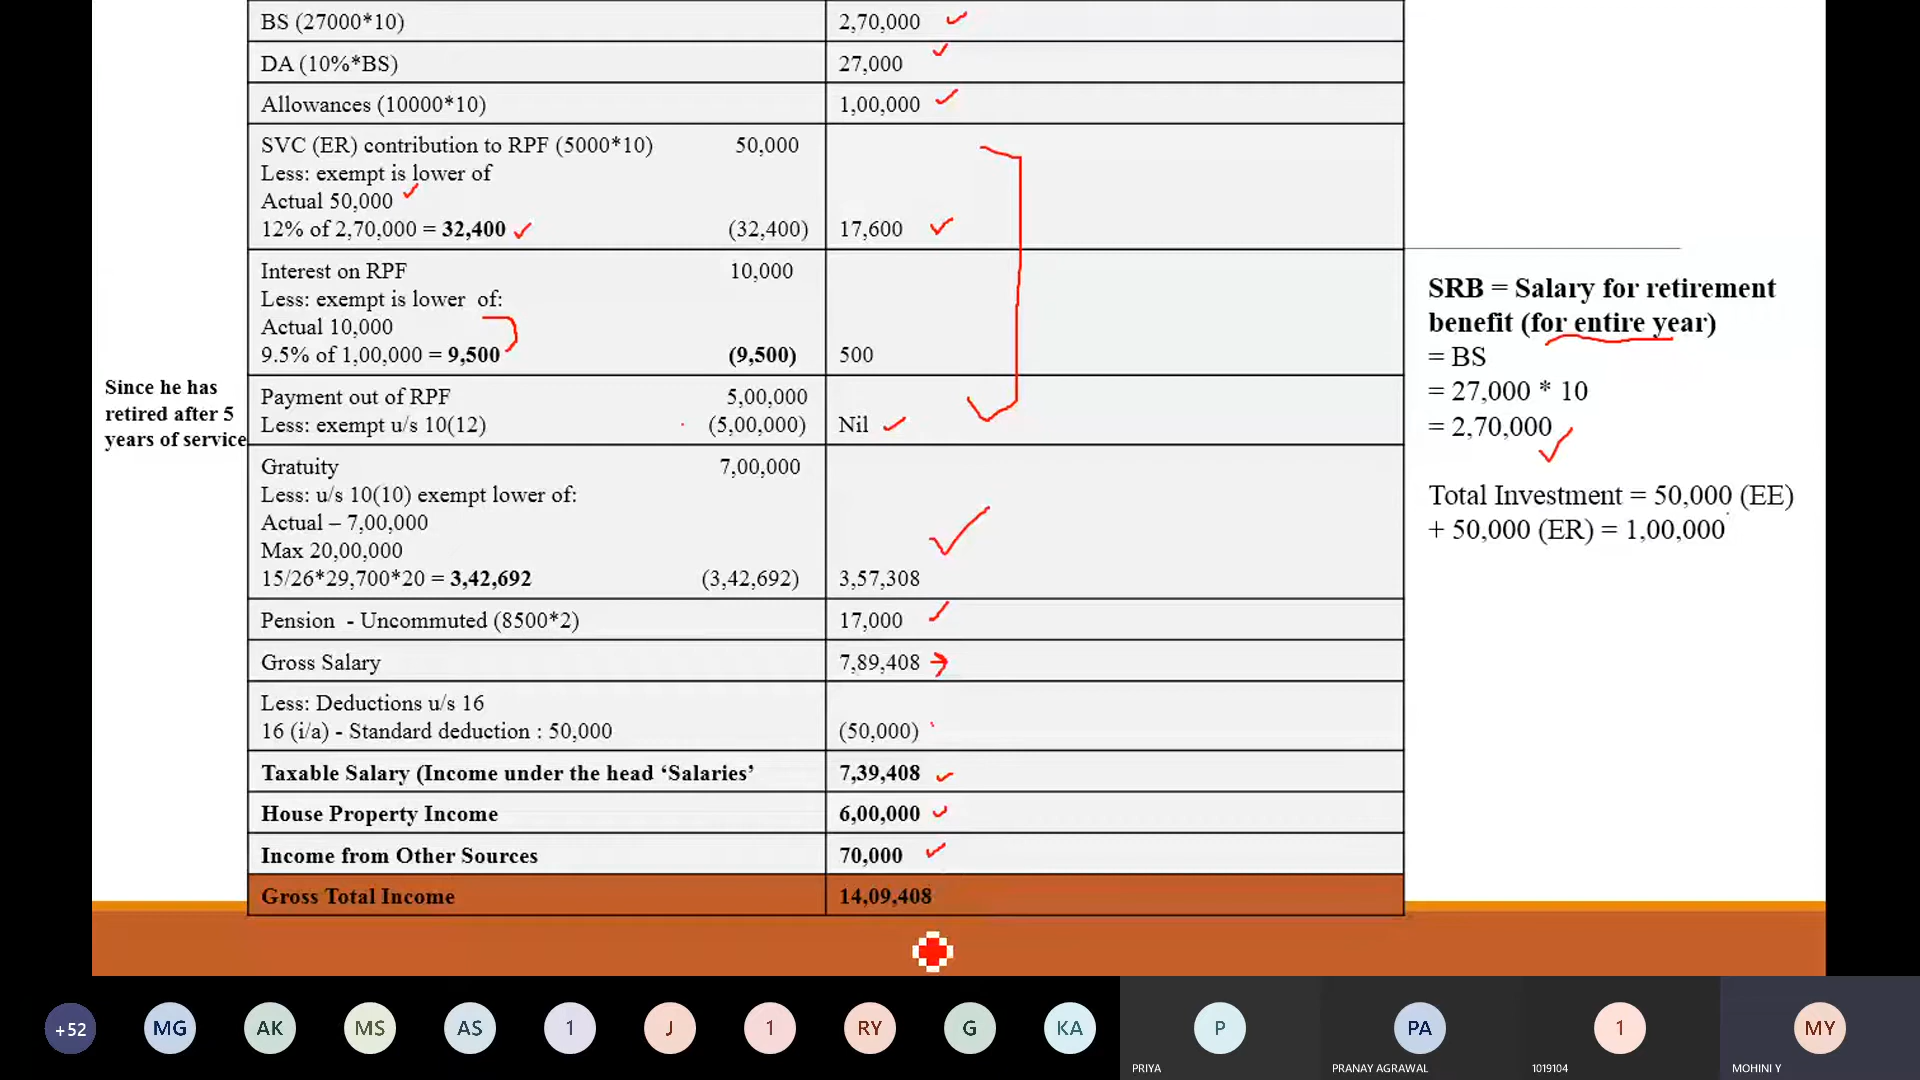 BS (27000*10) 2,70,000
DA (10%*BS) 27,000
Allowances (10000*10) 1,00,000
SVC (ER) contribution to RPF (5000*10) 50,000
Less: exempt is lower of
Actual 50,000
12% of 2,70,000 = 32,400 (32,400) 17,600
Interest on RPF 10,000
Less: exempt is lower of:
Actual 10,000
9.5% of 1,00,000 = 9,500 (9,500) 500
Since he has
retired after 5
years of service
Payment out of RPF 5,00,000
Less: exempt u/s 10(12) (5,00,000) Nil
Gratuity 7,00,000
Less: u/s 10(10) exempt lower of:
Actual – 7,00,000
Max 20,00,000
15/26*29,700*20 = 3,42,692 (3,42,692) 3,57,308
Pension - Uncommuted (8500*2) 17,000
Gross Salary 7,89,408
Less: Deductions u/s 16
16 (i/a) - Standard deduction : 50,000 (50,000)
Taxable Salary (Income under the head ‘Salaries’ 7,39,408
House Property Income 6,00,000
Income from Other Sources 70,000
Gross Total Income 14,09,408
SRB = Salary for retirement
benefit (for entire year)
= BS
= 27,000 * 10
= 2,70,000
Total Investment = 50,000 (EE)
+ 50,000 (ER) = 1,00,000
+52 MG AK MS AS 1 J 1 RY G KA P PA 1 MY
PRIYA PRANAY AGRAWAL 1019104 MOHINI Y